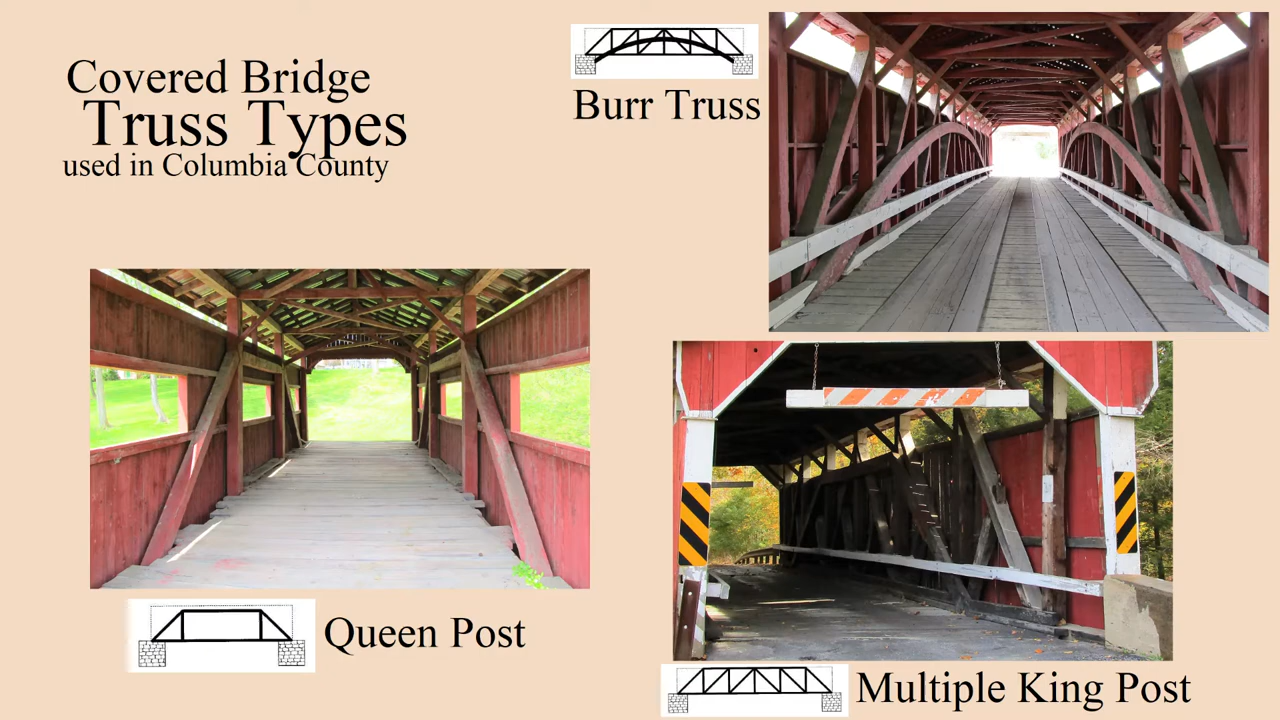 Covered Bridge
Truss Types
used in Columbia County
Burr Truss
Queen Post
Multiple King Post